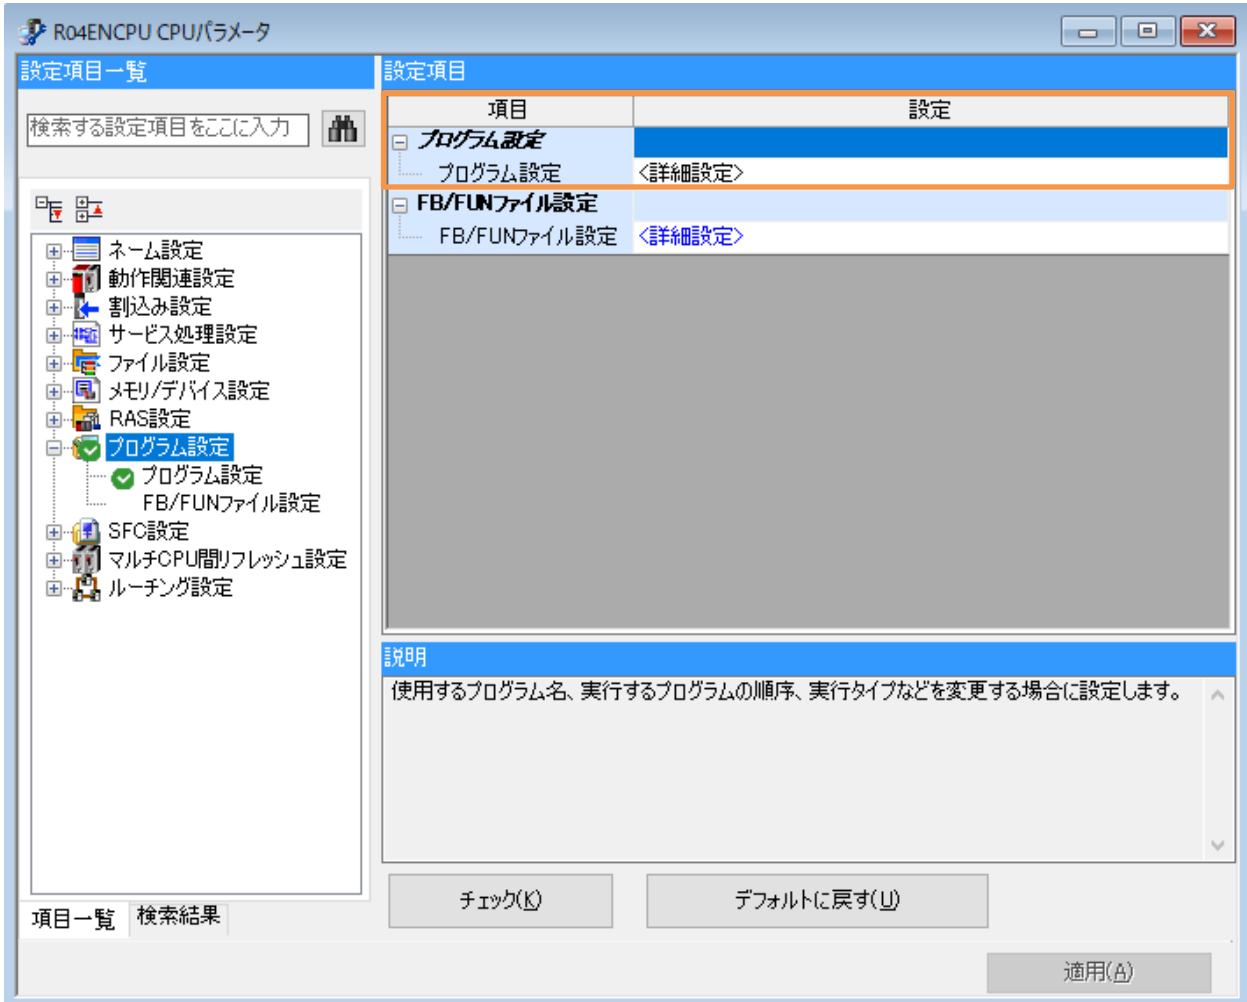 R04ENCPU CPUパラメータ
設定項目一覧
検索する設定項目をここに入力
ネーム設定
動作関連設定
割込み設定
サービス処理設定
ファイル設定
メモリ/デバイス設定
RAS設定
プログラム設定
プログラム設定
FB/FUNファイル設定
SFC設定
マルチCPU間リフレッシュ設定
ルーチング設定
項目一覧 検索結果
設定項目
項目 設定
プログラム設定
プログラム設定 <詳細設定>
FB/FUNファイル設定
FB/FUNファイル設定 <詳細設定>
説明
使用するプログラム名、実行するプログラムの順序、実行タイプなどを変更する場合に設定します。
チェック(K) デフォルトに戻す(U)
適用(A)